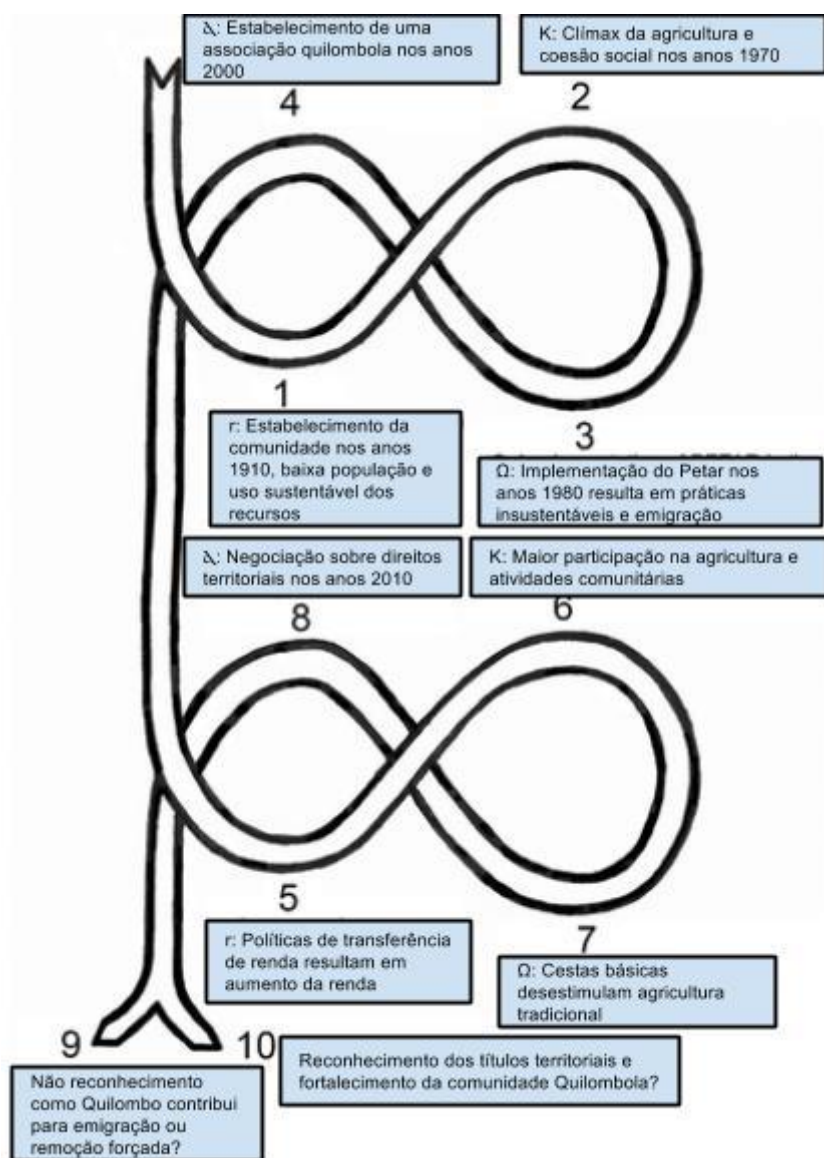 ⍺: Estabelecimento de uma
associação quilombola nos anos
2000
K: Clímax da agricultura e
coesão social nos anos 1970
4
2
1
3
r: Estabelecimento da
comunidade nos anos
1910, baixa população e
uso sustentável dos
recursos
Ω: Implementação do Petar nos
anos 1980 resulta em práticas
insustentáveis e emigração
⍺: Negociação sobre direitos
territoriais nos anos 2010
K: Maior participação na agricultura e
atividades comunitárias
8
6
5
7
r: Políticas de transferência
de renda resultam em
aumento da renda
Ω: Cestas básicas
desestimulam agricultura
tradicional
9
10
Não reconhecimento
como Quilombo contribui
para emigração ou
remoção forçada?
Reconhecimento dos títulos territoriais e
fortalecimento da comunidade Quilombola?